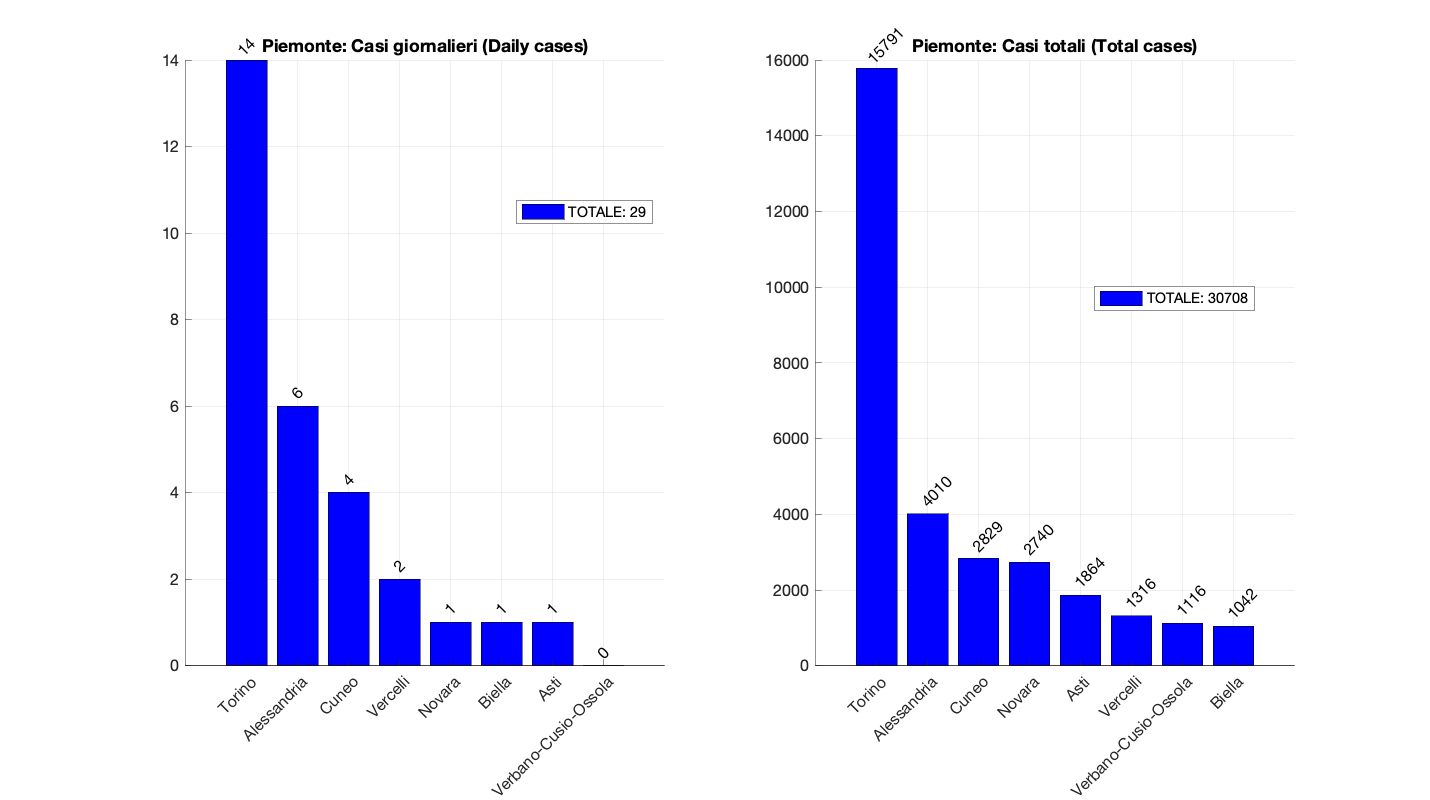 Piemonte: Casi giornalieri (Daily cases)
14
12
10
8
6
4
2
0
14
6
4
2
1
1
1
0
TOTALE: 29
Torino
Alessandria
Cuneo
Vercelli
Novara
Biella
Asti
Verbano-Cusio-Ossola
Piemonte: Casi totali (Total cases)
16000
14000
12000
10000
8000
6000
4000
2000
0
15791
4010
2829
2740
1864
1316
1116
1042
TOTALE: 30708
Torino
Alessandria
Cuneo
Novara
Asti
Vercelli
Verbano-Cusio-Ossola
Biella